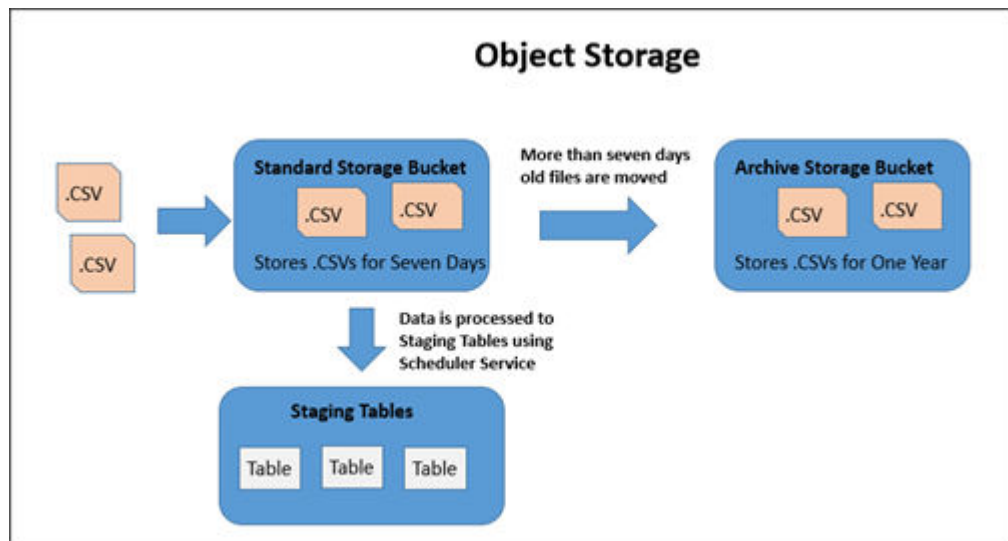 Object Storage
.CSV
.CSV
Standard Storage Bucket
.CSV
.CSV
Stores .CSVs for Seven Days
More than seven days
old files are moved
Archive Storage Bucket
.CSV
.CSV
Stores .CSVs for One Year
Data is processed to
Staging Tables using
Scheduler Service
Staging Tables
Table
Table
Table